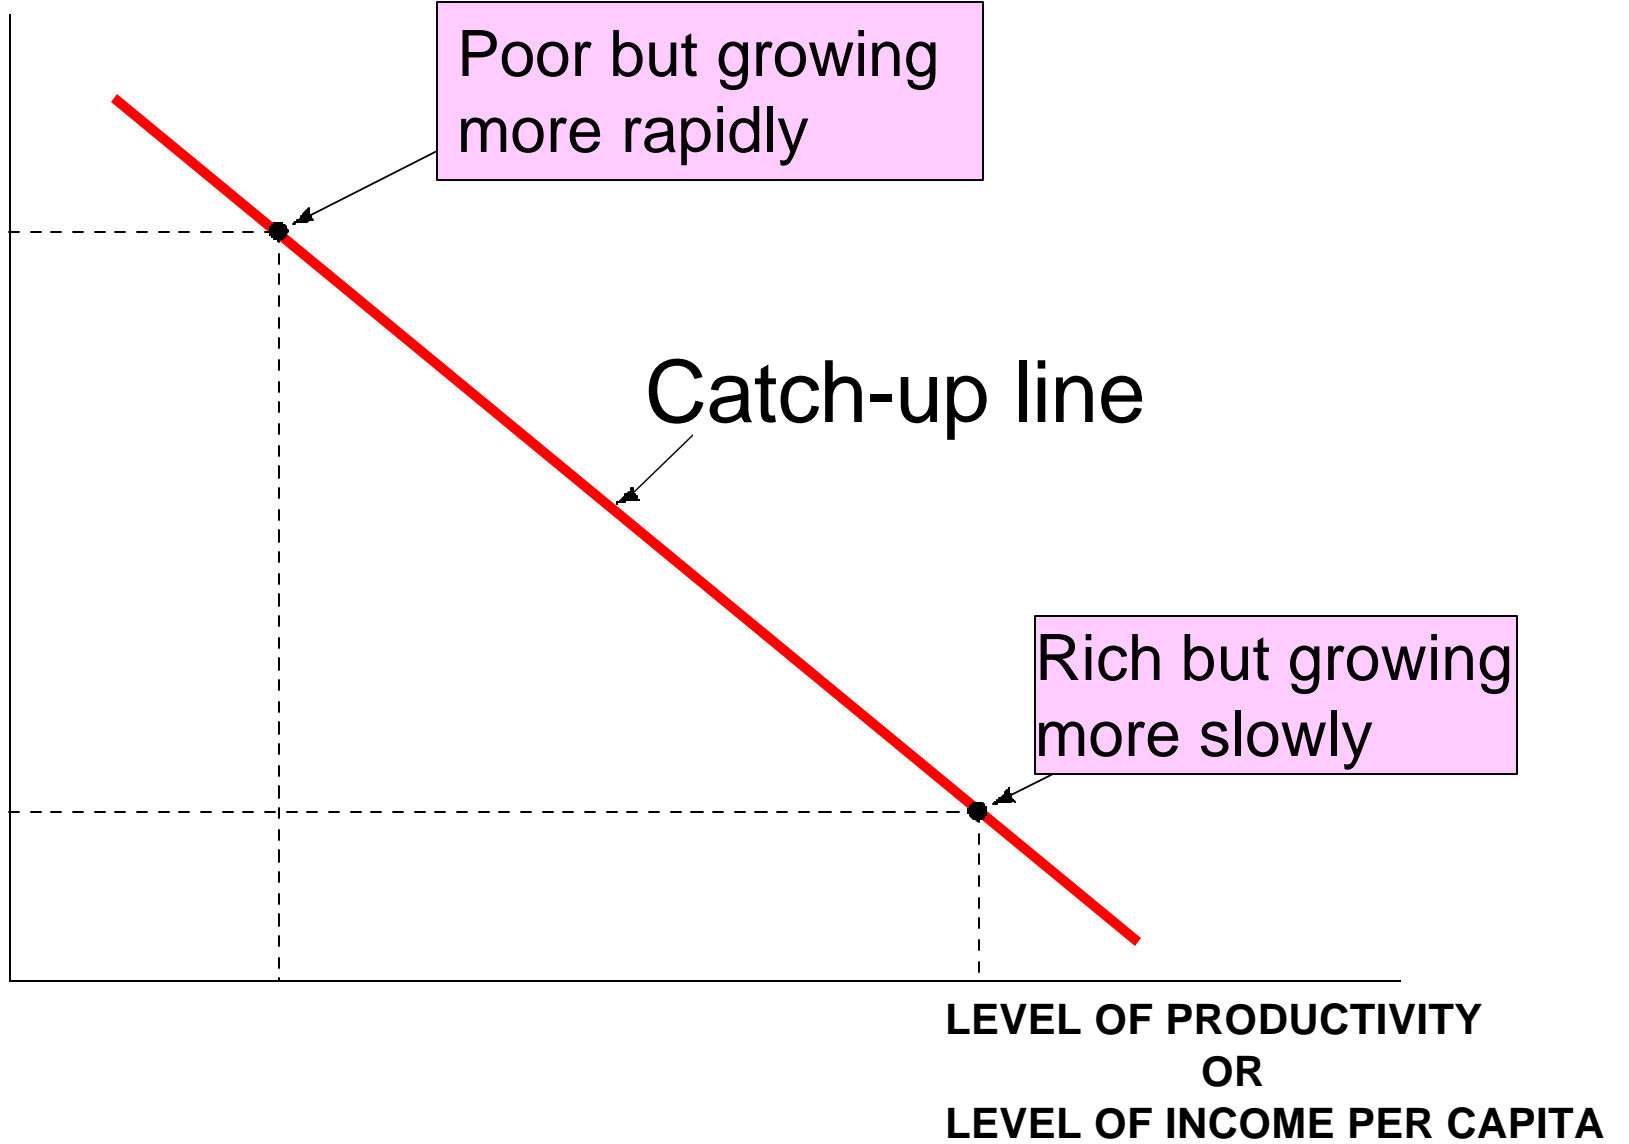 Poor but growing
more rapidly
Catch-up line
Rich but growing
more slowly
LEVEL OF PRODUCTIVITY
OR
LEVEL OF INCOME PER CAPITA